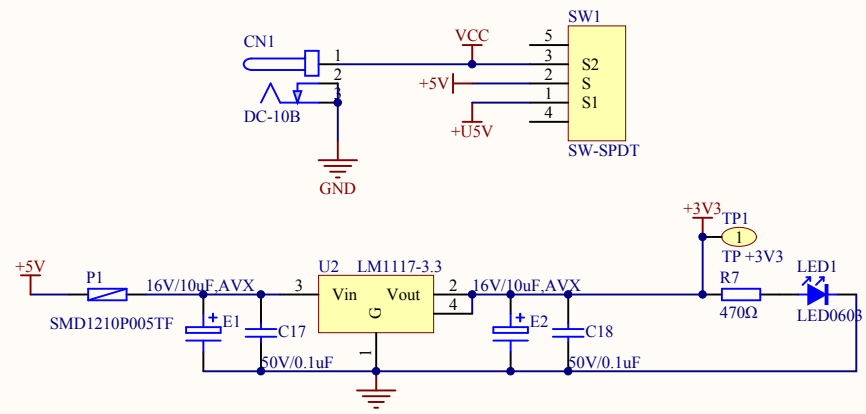 SW1
CN1
VCC
5
1
3
S2
2
+5V
2
S
3
1
S1
DC-10B
4
+U5V
SW-SPDT
GND
+3V3
TP1
1
+5V
P1
U2
LM1117-3.3
TP +3V3
LED1
16V/10uF,AVX
3
Vin
Vout
2
16V/10uF,AVX
R7
4
G
SMD1210P005TF
+
E1
C17
+
E2
C18
470Ω
LED0603
1
50V/0.1uF
50V/0.1uF